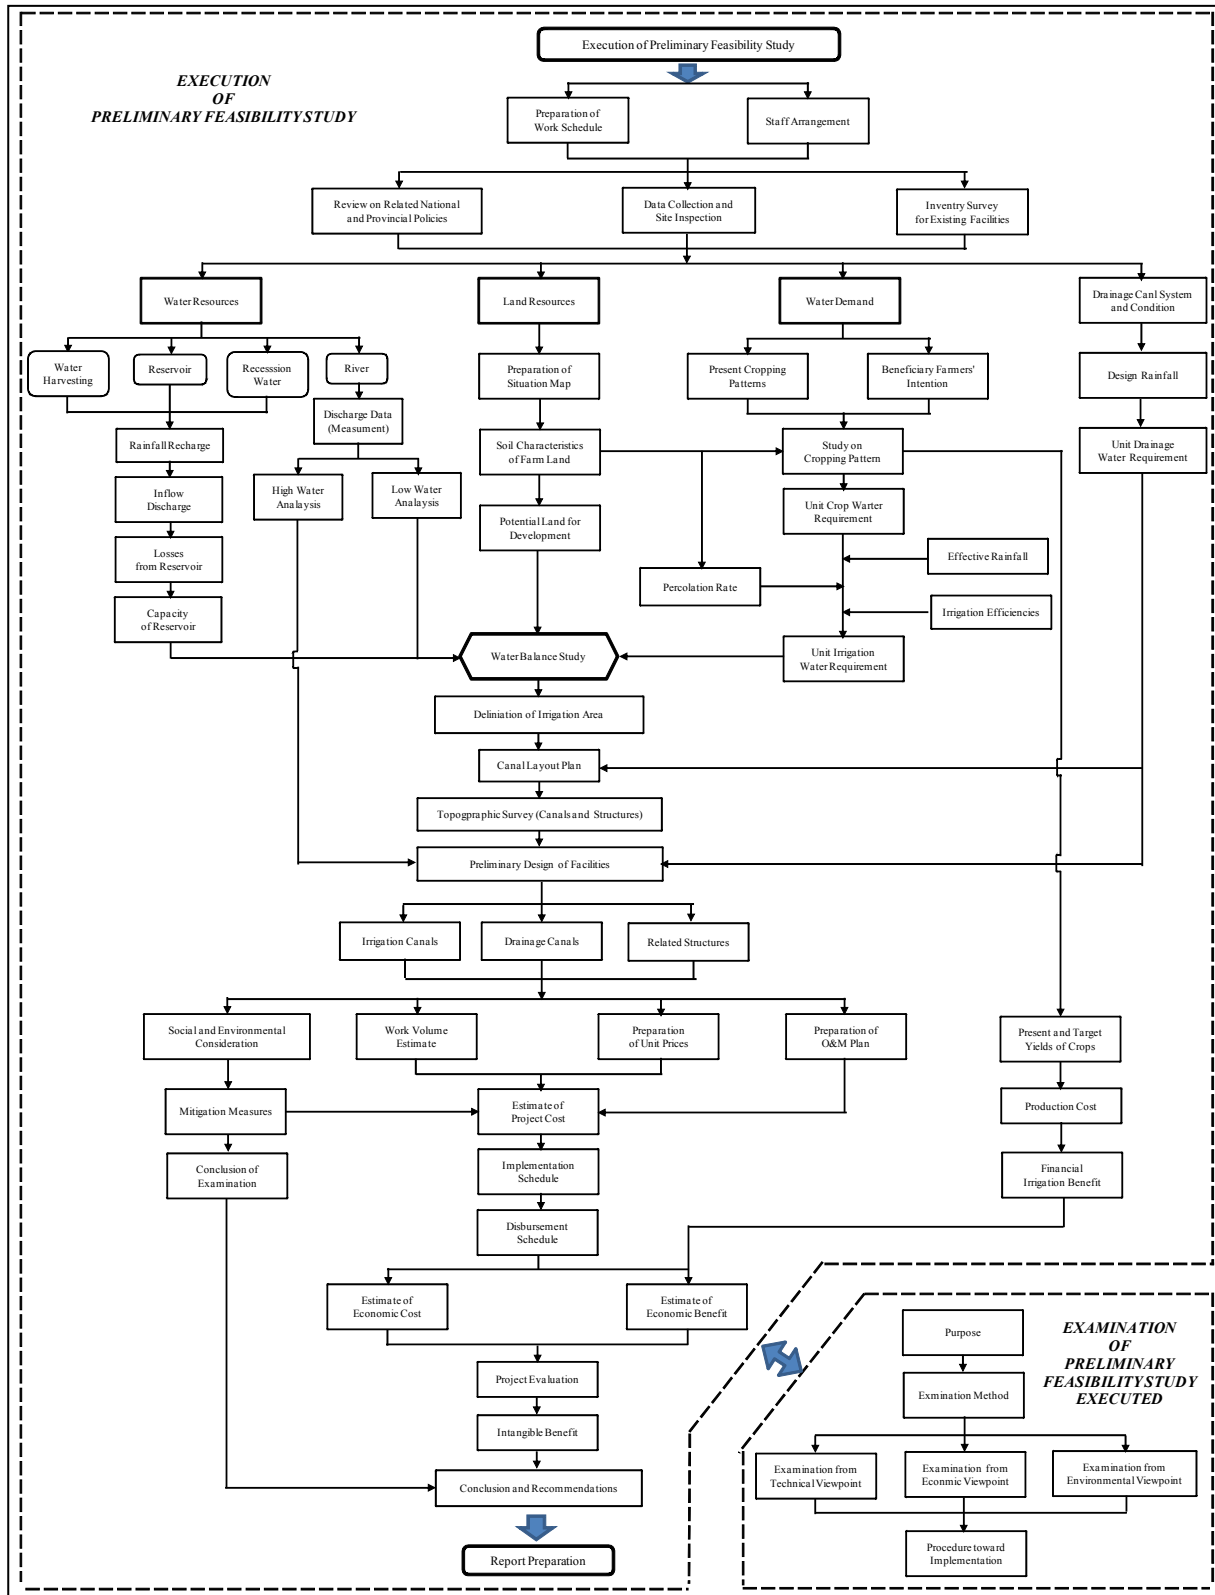 Execution of Preliminary Feasibility Study
EXECUTION
OF
PRELIMINARY FEASIBILITY STUDY
Preparation of
Work Schedule
Staff Arrangement
Review on Related National
and Provincial Policies
Data Collection and
Site Inspection
Inventry Survey
for Existing Facilities
Water Resources
Land Resources
Water Demand
Drainage Canl System
and Condition
Water
Harvesting
Reservoir
Recesssion
Water
River
Preparation of
Situation Map
Present Cropping
Patterns
Beneficiary Farmers'
Intention
Design Rainfall
Discharge Data
(Measument)
Rainfall Recharge
Soil Characteristics
of Farm Land
Study on
Cropping Pattern
Unit Drainage
Water Requirement
Inflow
Discharge
High Water
Analaysis
Low Water
Analaysis
Potential Land for
Development
Unit Crop Warter
Requirement
Losses
from Reservoir
Effective Rainfall
Percolation Rate
Capacity
of Reservoir
Irrigation Efficiencies
Water Balance Study
Unit Irrigation
Water Requirement
Deliniation of Irrigation Area
Canal Layout Plan
Topogpraphic Survey (Canals and Structures)
Preliminary Design of Facilities
Irrigation Canals
Drainage Canals
Related Structures
Social and Environmental
Consideration
Work Volume
Estimate
Preparation
of Unit Prices
Preparation of
O&M Plan
Present and Target
Yields of Crops
Mitigation Measures
Estimate of
Project Cost
Production Cost
Conclusion of
Examination
Implementation
Schedule
Financial
Irrigation Benefit
Disbursement
Schedule
Estimate of
Economic Cost
Estimate of
Economic Benefit
Project Evaluation
Intangible Benefit
Conclusion and Recommendations
Report Preparation
Purpose
EXAMINATION
OF
PRELIMINARY
FEASIBILITY STUDY
EXECUTED
Exmination Method
Examination from
Technical Viewpoint
Examination from
Econmic Viewpoint
Examination from
Environmental Viewpoint
Procedure toward
Implementation